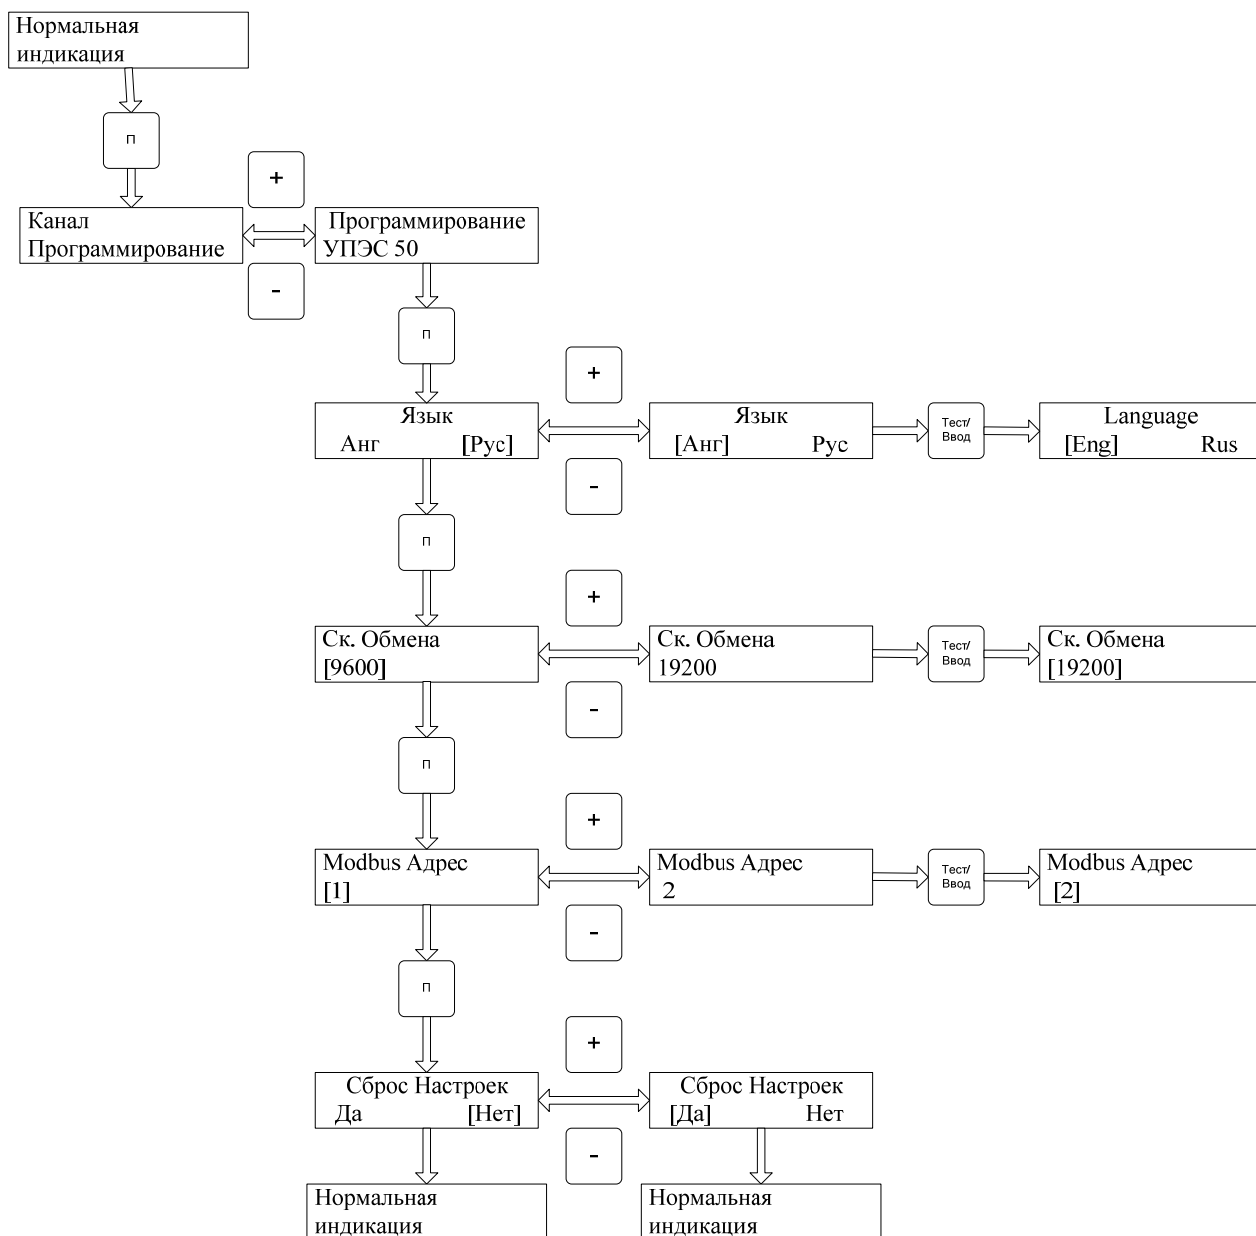 Нормальная
индикация
П
+
Канал
Программирование
Программирование
УПЭС 50
-
П
+
Язык
Анг [Рус]
Язык
[Анг] Рус
Тест/
Ввод
Language
[Eng] Rus
-
П
+
Ск. Обмена
[9600]
Ск. Обмена
19200
Тест/
Ввод
Ск. Обмена
[19200]
-
П
+
Modbus Адрес
[1]
Modbus Адрес
2
Тест/
Ввод
Modbus Адрес
[2]
-
П
+
Сброс Настроек
Да [Нет]
Сброс Настроек
[Да] Нет
-
Нормальная
индикация
Нормальная
индикация